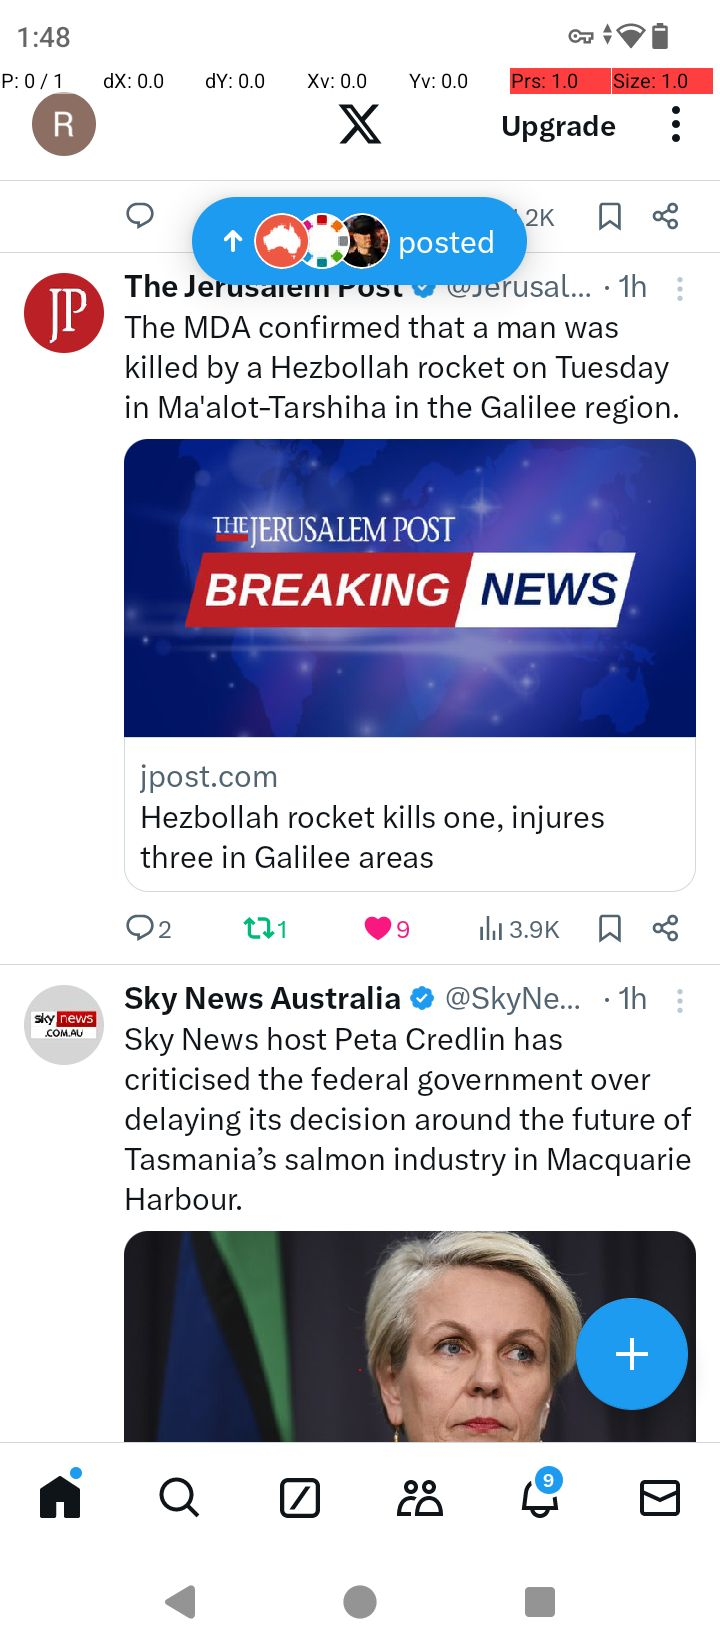 1:48
P: 0 / 1 dX: 0.0 dY: 0.0 Xv: 0.0 Yv: 0.0 Prs: 1.0 Size: 1.0
R Upgrade
posted
2K
The Jerusalem Post @Jerusal... · 1h
JP
The MDA confirmed that a man was
killed by a Hezbollah rocket on Tuesday
in Ma'alot-Tarshiha in the Galilee region.
THE JERUSALEM POST
BREAKING NEWS
jpost.com
Hezbollah rocket kills one, injures
three in Galilee areas
2 1 9 3.9K
Sky News Australia @SkyNe... · 1h
sky news
.COM.AU
Sky News host Peta Credlin has
criticised the federal government over
delaying its decision around the future of
Tasmania’s salmon industry in Macquarie
Harbour.
9